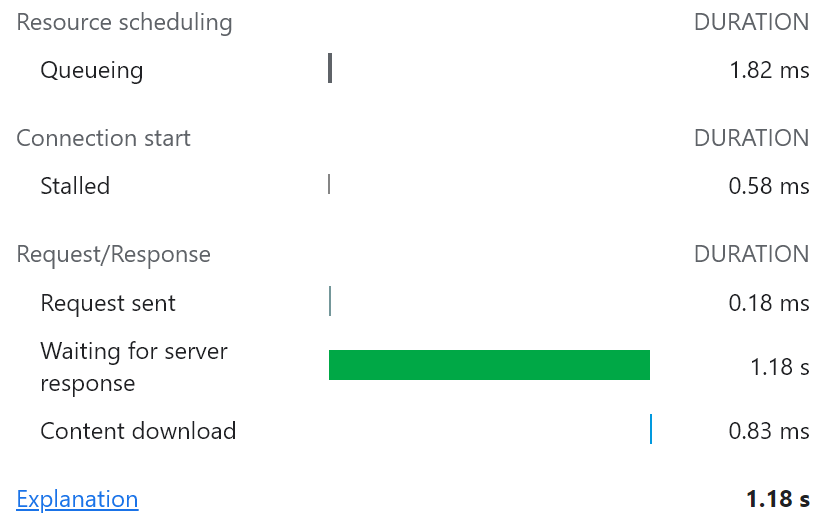 Resource scheduling DURATION
Queueing 1.82 ms
Connection start DURATION
Stalled 0.58 ms
Request/Response DURATION
Request sent 0.18 ms
Waiting for server
response 1.18 s
Content download 0.83 ms
Explanation 1.18 s